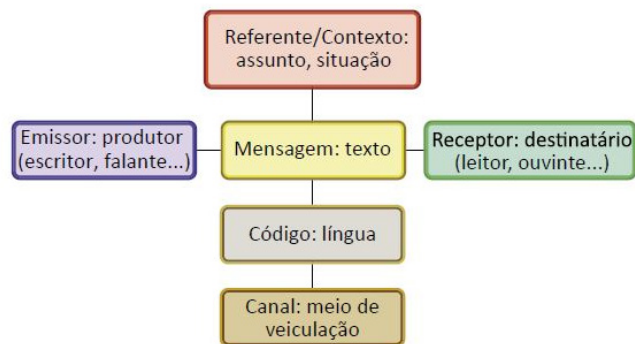 Referente/Contexto:
assunto, situação
Emissor: produtor
(escritor, falante...)
Mensagem: texto
Receptor: destinatário
(leitor, ouvinte...)
Código: língua
Canal: meio de
veiculação